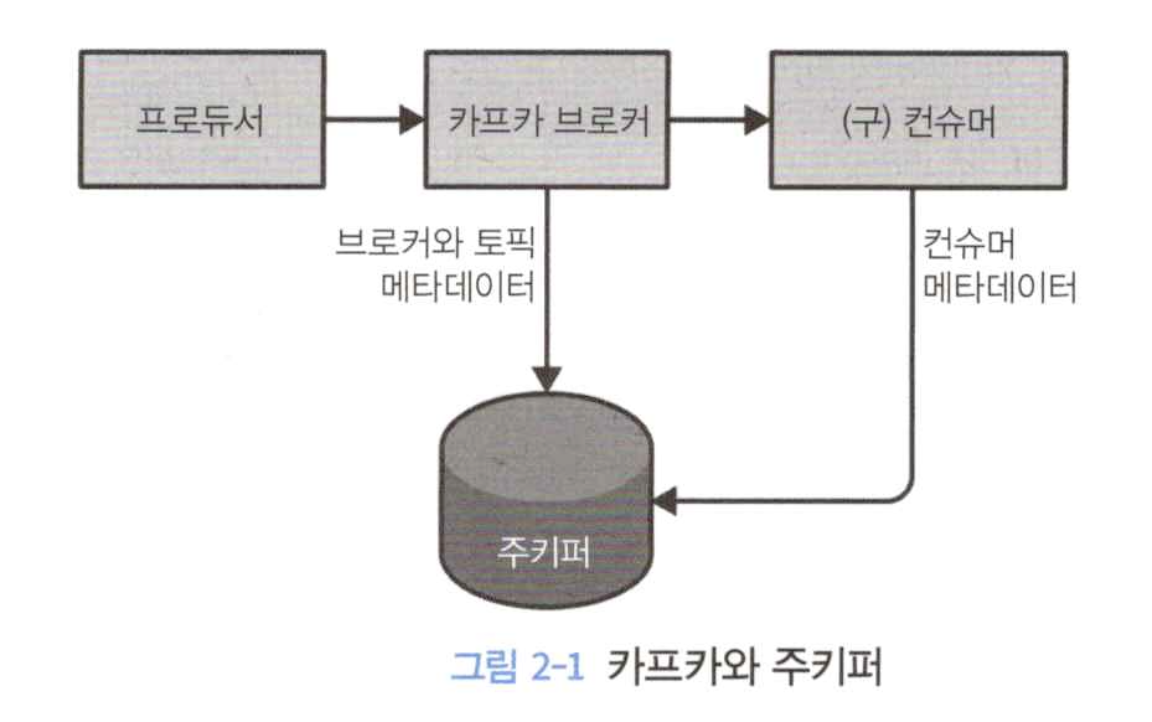 프로듀서
카프카 브로커
(구) 컨슈머
브로커와 토픽
메타데이터
컨슈머
메타데이터
주키퍼
그림 2-1 카프카와 주키퍼